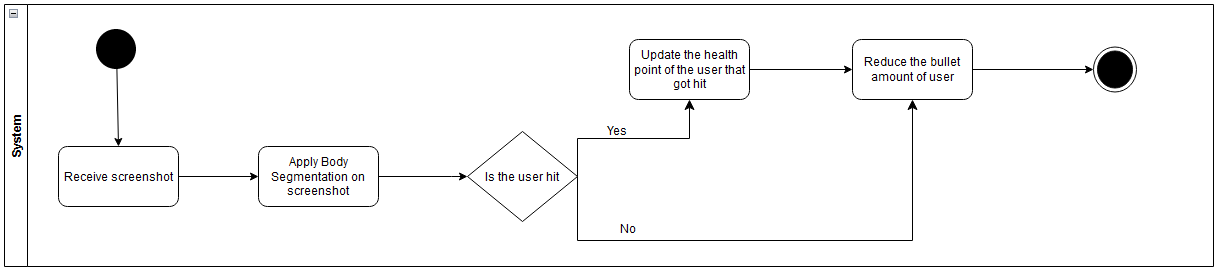 System
Receive screenshot
Apply Body
Segmentation on
screenshot
Is the user hit
Yes
No
Update the health
point of the user that
got hit
Reduce the bullet
amount of user